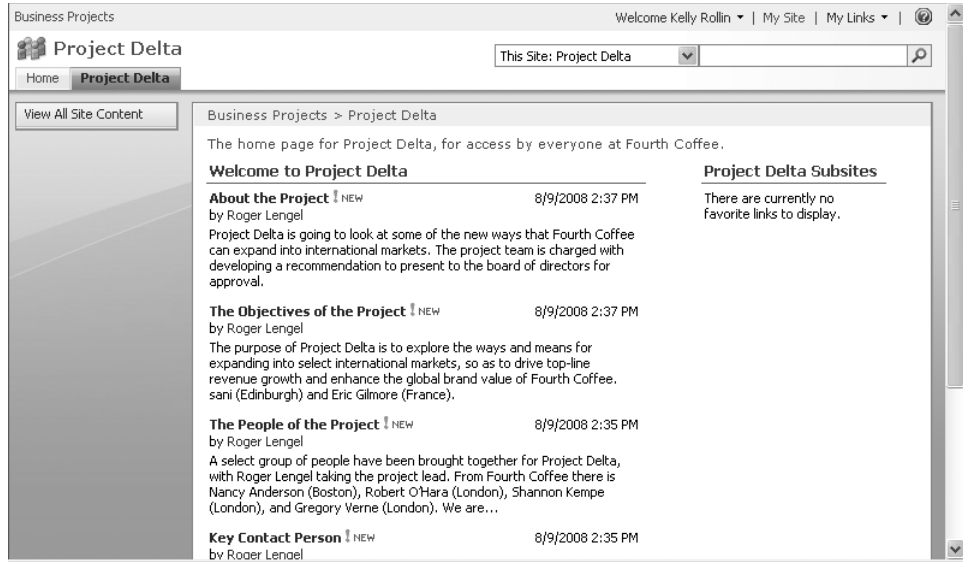 Business Projects
Welcome Kelly Rollin ▾ | My Site | My Links ▾ |
Project Delta
This Site: Project Delta
Home Project Delta
View All Site Content
Business Projects > Project Delta
The home page for Project Delta, for access by everyone at Fourth Coffee.
Welcome to Project Delta
About the Project ! NEW 8/9/2008 2:37 PM
by Roger Lengel
Project Delta is going to look at some of the new ways that Fourth Coffee
can expand into international markets. The project team is charged with
developing a recommendation to present to the board of directors for
approval.
The Objectives of the Project ! NEW 8/9/2008 2:37 PM
by Roger Lengel
The purpose of Project Delta is to explore the ways and means for
expanding into select international markets, so as to drive top-line
revenue growth and enhance the global brand value of Fourth Coffee.
sani (Edinburgh) and Eric Gilmore (France).
The People of the Project ! NEW 8/9/2008 2:35 PM
by Roger Lengel
A select group of people have been brought together for Project Delta,
with Roger Lengel taking the project lead. From Fourth Coffee there is
Nancy Anderson (Boston), Robert O'Hara (London), Shannon Kempe
(London), and Gregory Verne (London). We are...
Key Contact Person ! NEW 8/9/2008 2:35 PM
by Roger Lengel
Project Delta Subsites
There are currently no
favorite links to display.